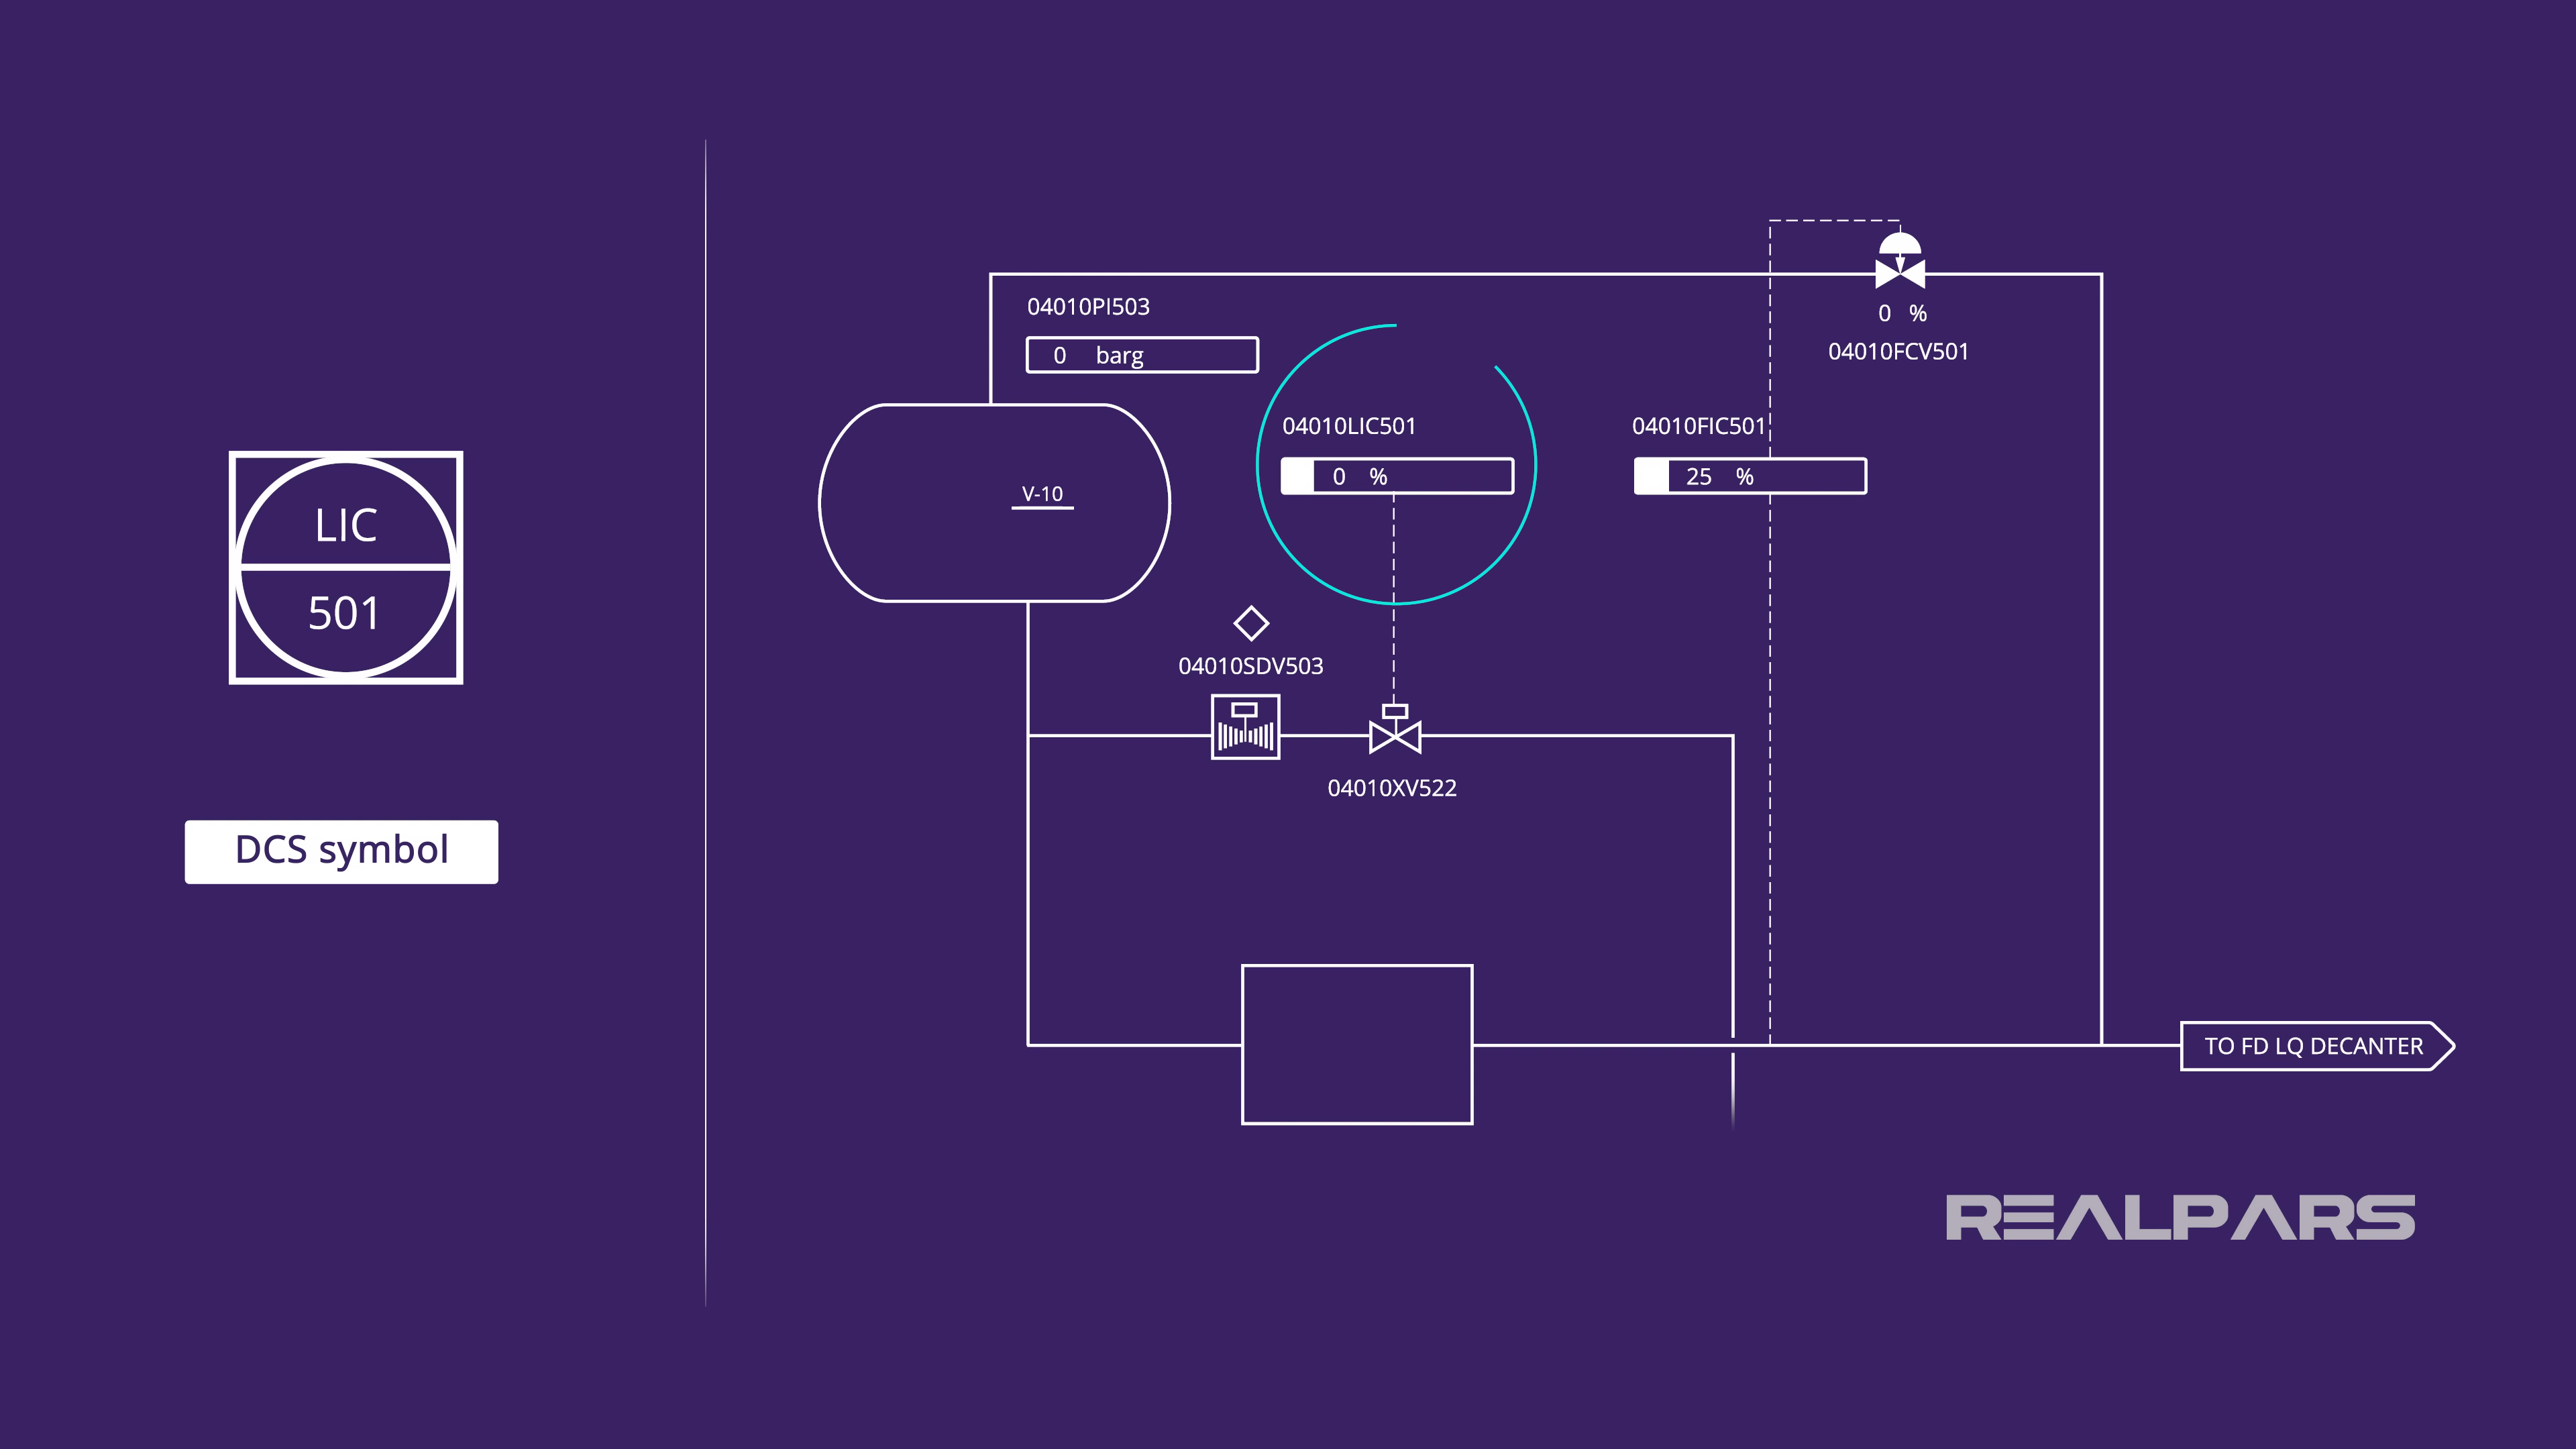 LIC
501
DCS symbol
04010PI503
0 barg
V-10
04010LIC501
0 %
04010FIC501
25 %
0 %
04010FCV501
04010SDV503
04010XV522
TO FD LQ DECANTER
REALPARS